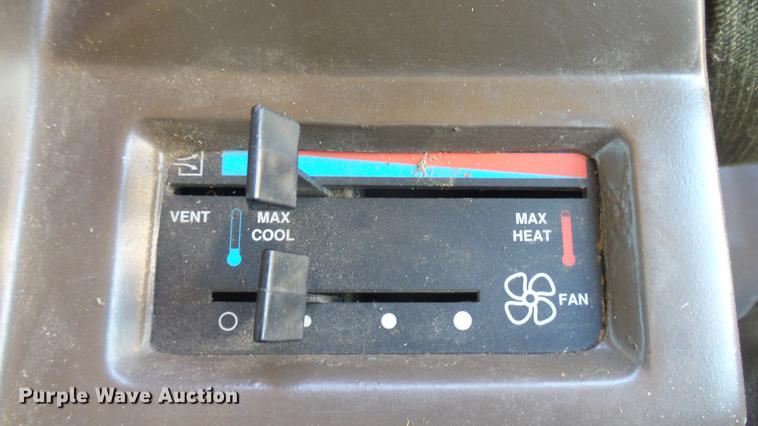 VENT
MAX
COOL
MAX
HEAT
FAN
Purple Wave Auction